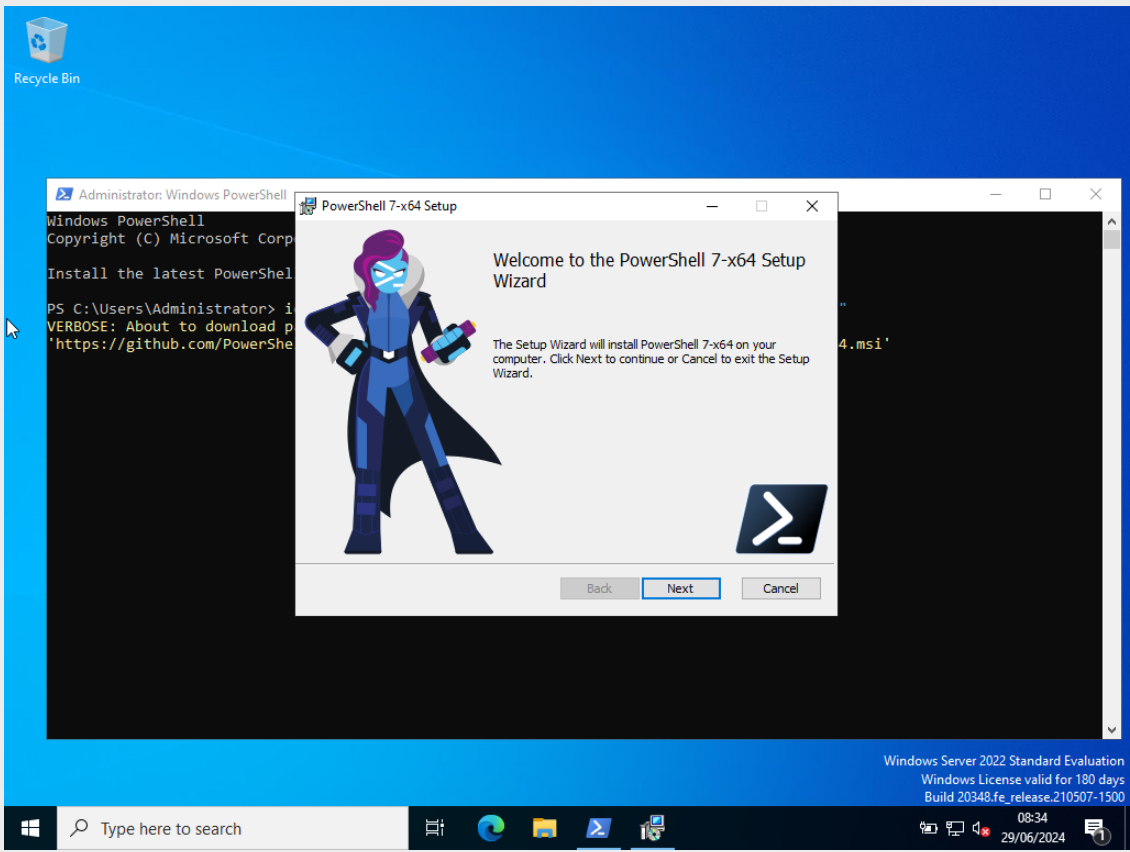 Recycle Bin
Administrator: Windows PowerShell
PowerShell 7-x64 Setup
Windows PowerShell
Copyright (C) Microsoft Corp
Install the latest PowerShel
PS C:\Users\Administrator> i "
VERBOSE: About to download p
'https://github.com/PowerShe 4.msi'
Welcome to the PowerShell 7-x64 Setup
Wizard
The Setup Wizard will install PowerShell 7-x64 on your
computer. Click Next to continue or Cancel to exit the Setup
Wizard.
Back Next Cancel
Windows Server 2022 Standard Evaluation
Windows License valid for 180 days
Build 20348.fe_release.210507-1500
Type here to search
08:34
29/06/2024
1